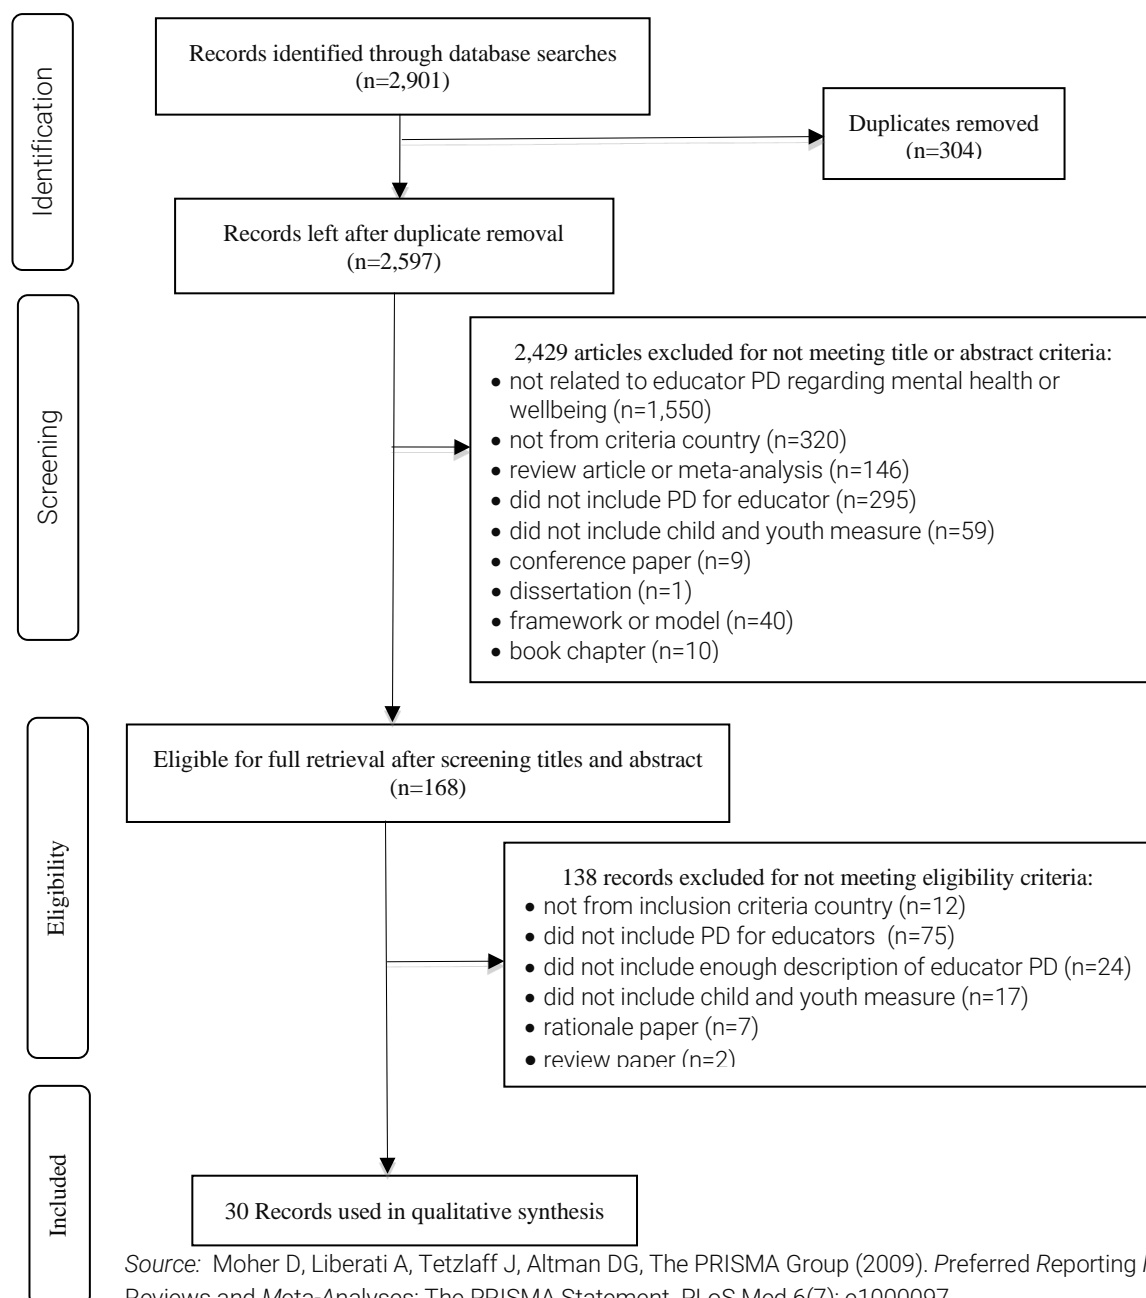 Identification
Records identified through database searches
(n=2,901)
Duplicates removed
(n=304)
Records left after duplicate removal
(n=2,597)
Screening
2,429 articles excluded for not meeting title or abstract criteria:
• not related to educator PD regarding mental health or
wellbeing (n=1,550)
• not from criteria country (n=320)
• review article or meta-analysis (n=146)
• did not include PD for educator (n=295)
• did not include child and youth measure (n=59)
• conference paper (n=9)
• dissertation (n=1)
• framework or model (n=40)
• book chapter (n=10)
Eligibility
Eligible for full retrieval after screening titles and abstract
(n=168)
138 records excluded for not meeting eligibility criteria:
• not from inclusion criteria country (n=12)
• did not include PD for educators (n=75)
• did not include enough description of educator PD (n=24)
• did not include child and youth measure (n=17)
• rationale paper (n=7)
• review paper (n=2)
Included
30 Records used in qualitative synthesis
Source: Moher D, Liberati A, Tetzlaff J, Altman DG, The PRISMA Group (2009). Preferred Reporting
Reviews and Meta-Analyses: The PRISMA Statement. PLoS Med 6(7): e1000097